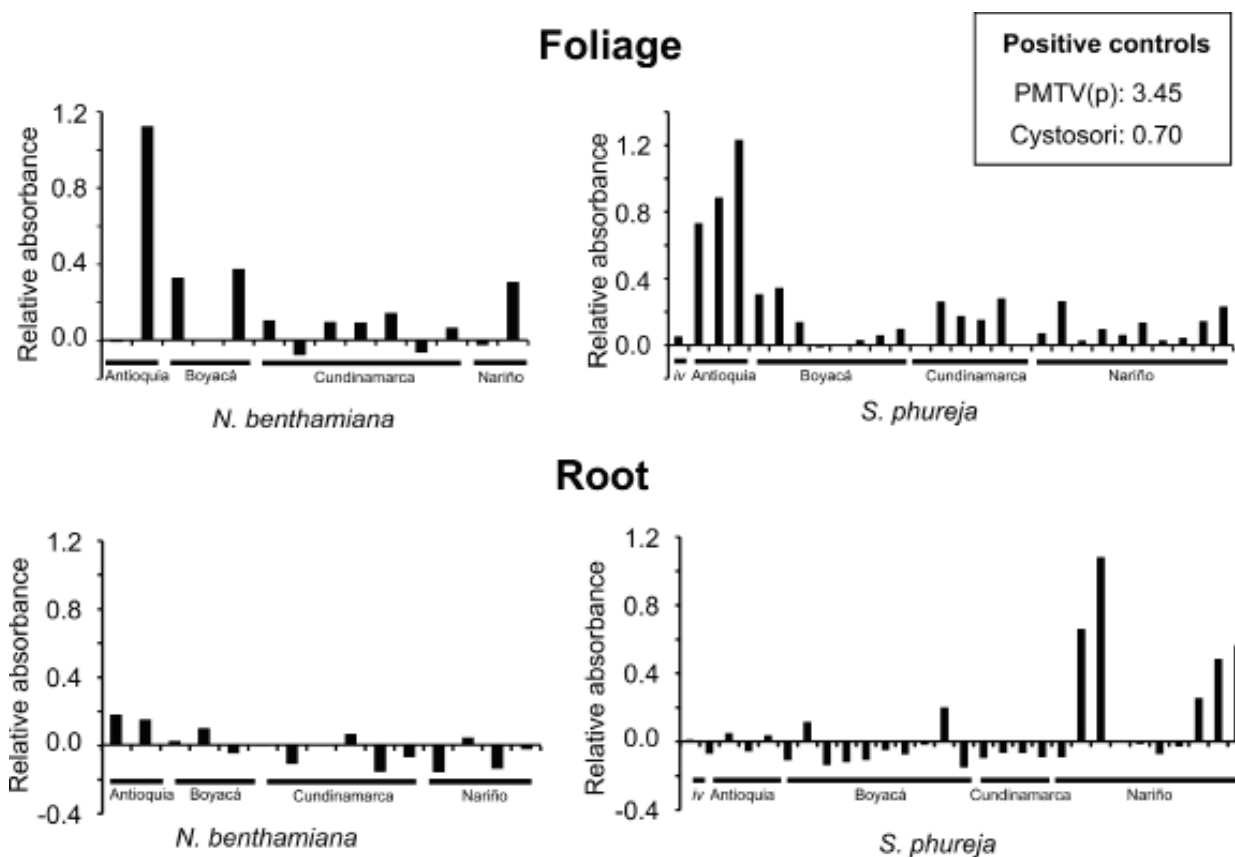 Foliage
Positive controls
PMTV(p): 3.45
Cystosori: 0.70
Relative absorbance
1.2
0.8
0.4
0.0
Antioquia
Boyacá
Cundinamarca
Nariño
N. benthamiana
Relative absorbance
1.2
0.8
0.4
0.0
iv
Antioquia
Boyacá
Cundinamarca
Nariño
S. phureja
Root
Relative absorbance
1.2
0.8
0.4
0.0
-0.4
Antioquia
Boyacá
Cundinamarca
Nariño
N. benthamiana
Relative absorbance
1.2
0.8
0.4
0.0
-0.4
iv
Antioquia
Boyacá
Cundinamarca
Nariño
S. phureja